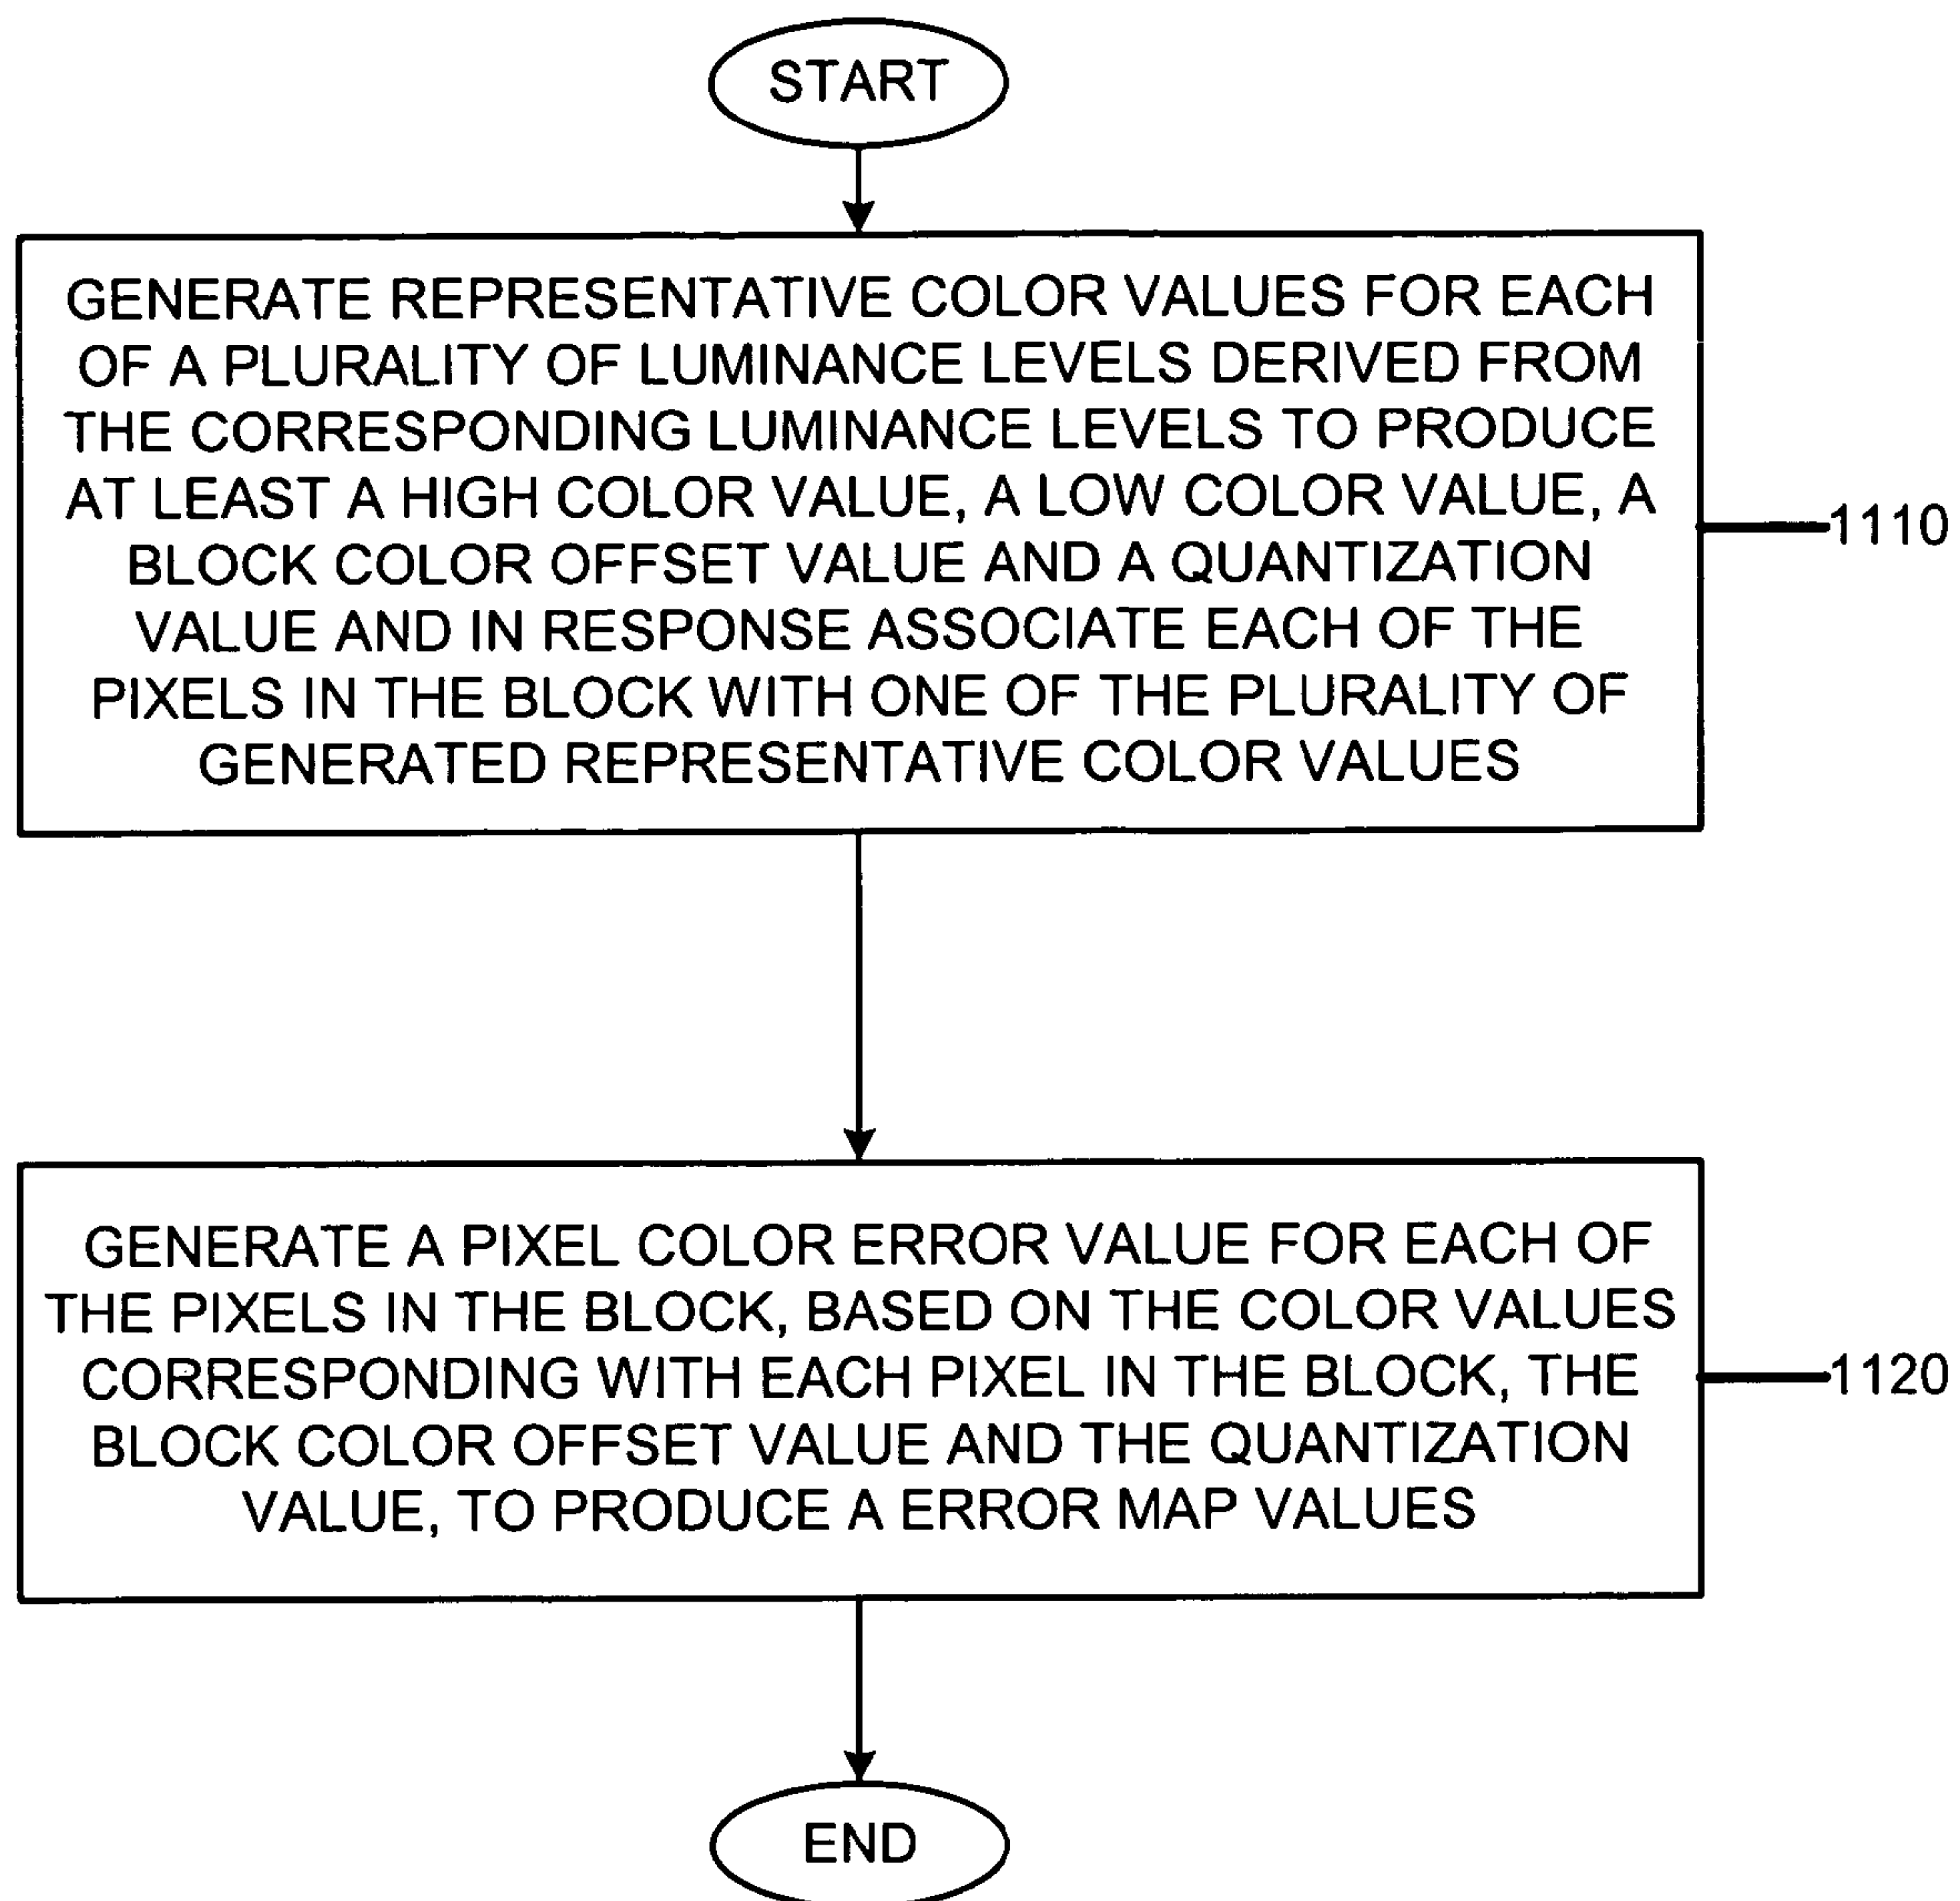 START
GENERATE REPRESENTATIVE COLOR VALUES FOR EACH
OF A PLURALITY OF LUMINANCE LEVELS DERIVED FROM
THE CORRESPONDING LUMINANCE LEVELS TO PRODUCE
AT LEAST A HIGH COLOR VALUE, A LOW COLOR VALUE, A
BLOCK COLOR OFFSET VALUE AND A QUANTIZATION
VALUE AND IN RESPONSE ASSOCIATE EACH OF THE
PIXELS IN THE BLOCK WITH ONE OF THE PLURALITY OF
GENERATED REPRESENTATIVE COLOR VALUES
1110
GENERATE A PIXEL COLOR ERROR VALUE FOR EACH OF
THE PIXELS IN THE BLOCK, BASED ON THE COLOR VALUES
CORRESPONDING WITH EACH PIXEL IN THE BLOCK, THE
BLOCK COLOR OFFSET VALUE AND THE QUANTIZATION
VALUE, TO PRODUCE A ERROR MAP VALUES
1120
END